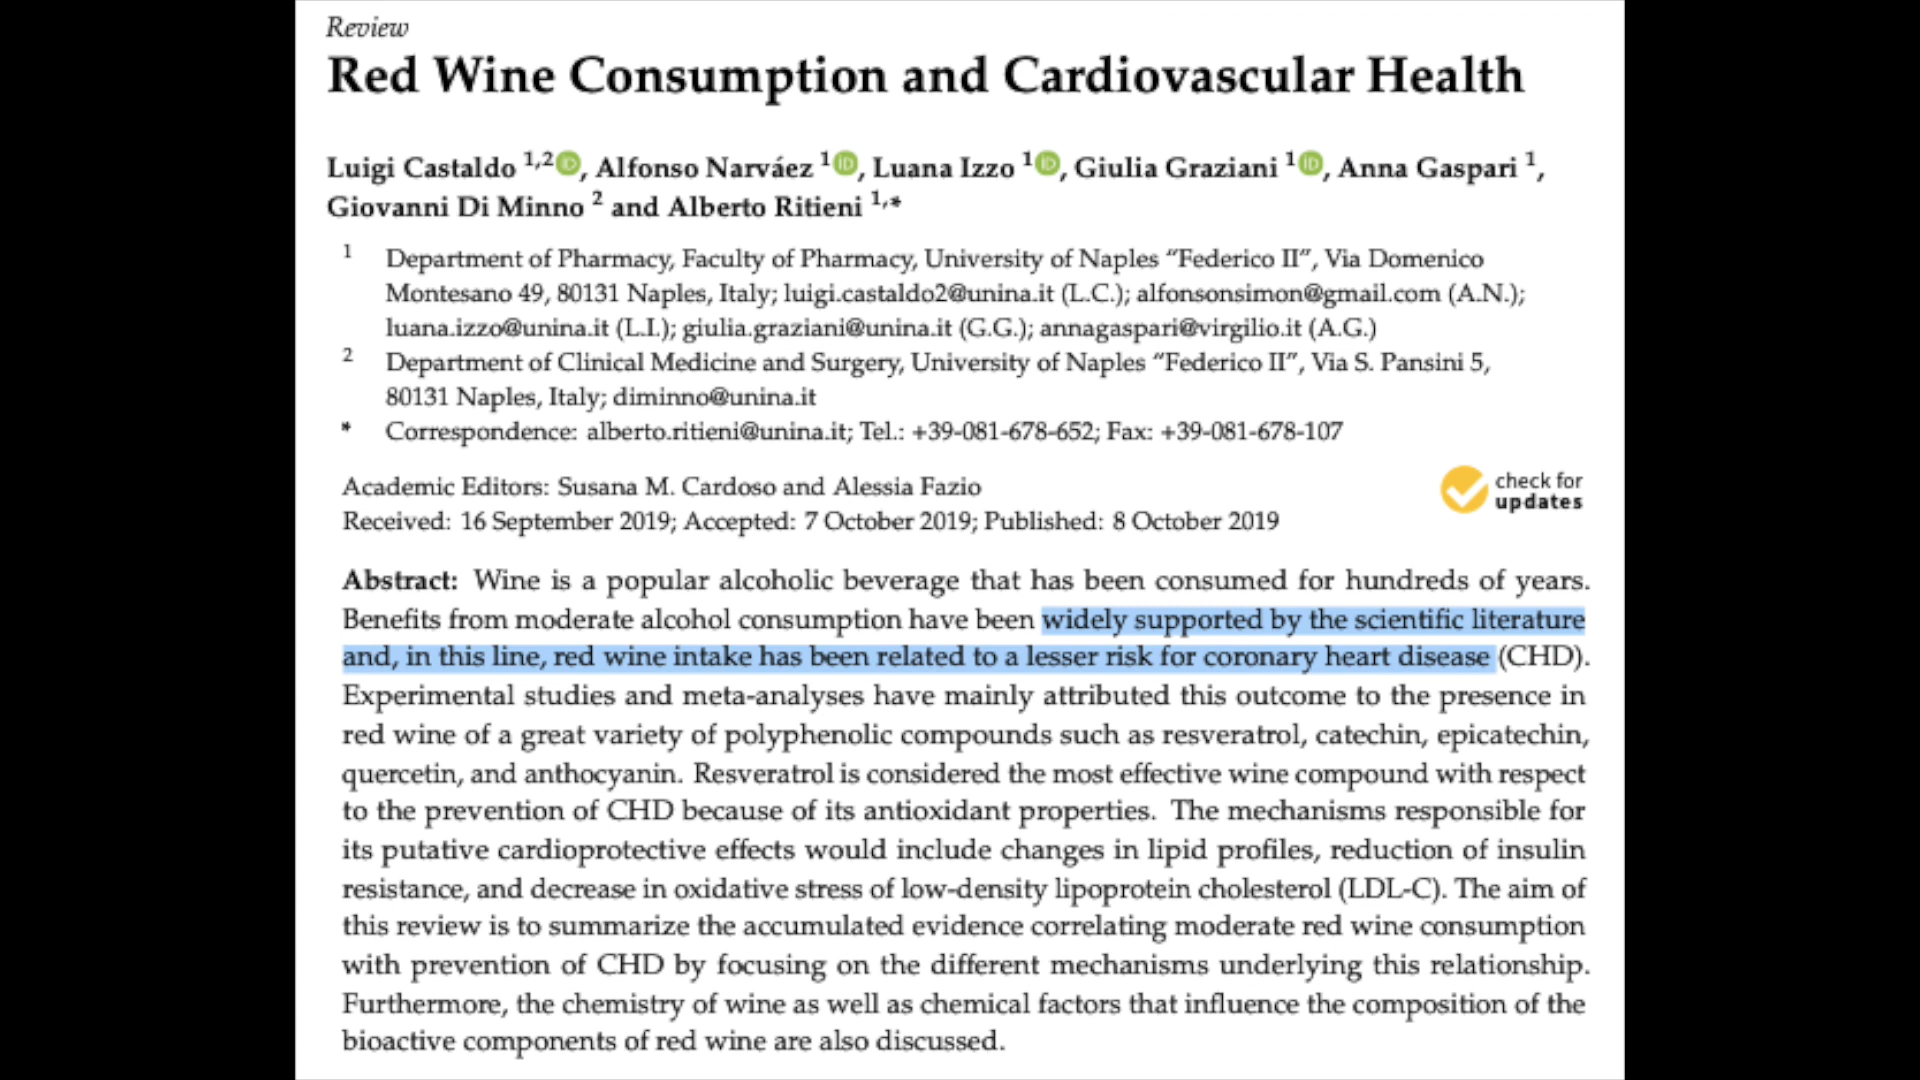 Review
Red Wine Consumption and Cardiovascular Health
Luigi Castaldo 1,2 iD, Alfonso Narváez 1 iD, Luana Izzo 1 iD, Giulia Graziani 1 iD, Anna Gaspari 1,
Giovanni Di Minno 2 and Alberto Ritieni 1,*
1 Department of Pharmacy, Faculty of Pharmacy, University of Naples “Federico II”, Via Domenico
Montesano 49, 80131 Naples, Italy; luigi.castaldo2@unina.it (L.C.); alfonsonsimon@gmail.com (A.N.);
luana.izzo@unina.it (L.I.); giulia.graziani@unina.it (G.G.); annagaspari@virgilio.it (A.G.)
2 Department of Clinical Medicine and Surgery, University of Naples “Federico II”, Via S. Pansini 5,
80131 Naples, Italy; diminno@unina.it
* Correspondence: alberto.ritieni@unina.it; Tel.: +39-081-678-652; Fax: +39-081-678-107
Academic Editors: Susana M. Cardoso and Alessia Fazio
Received: 16 September 2019; Accepted: 7 October 2019; Published: 8 October 2019
check for
updates
Abstract: Wine is a popular alcoholic beverage that has been consumed for hundreds of years.
Benefits from moderate alcohol consumption have been widely supported by the scientific literature
and, in this line, red wine intake has been related to a lesser risk for coronary heart disease (CHD).
Experimental studies and meta-analyses have mainly attributed this outcome to the presence in
red wine of a great variety of polyphenolic compounds such as resveratrol, catechin, epicatechin,
quercetin, and anthocyanin. Resveratrol is considered the most effective wine compound with respect
to the prevention of CHD because of its antioxidant properties. The mechanisms responsible for
its putative cardioprotective effects would include changes in lipid profiles, reduction of insulin
resistance, and decrease in oxidative stress of low-density lipoprotein cholesterol (LDL-C). The aim of
this review is to summarize the accumulated evidence correlating moderate red wine consumption
with prevention of CHD by focusing on the different mechanisms underlying this relationship.
Furthermore, the chemistry of wine as well as chemical factors that influence the composition of the
bioactive components of red wine are also discussed.